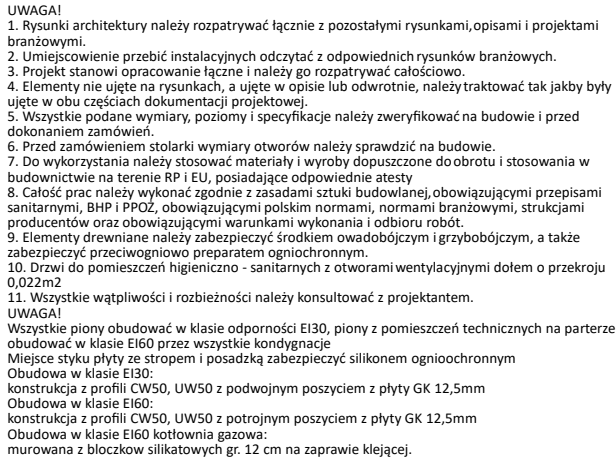 UWAGA!
1. Rysunki architektury należy rozpatrywać łącznie z pozostałymi rysunkami,opisami i projektami
branżowymi.
2. Umiejscowienie przebić instalacyjnych odczytać z odpowiednich rysunków branżowych.
3. Projekt stanowi opracowanie łączne i należy go rozpatrywać całościowo.
4. Elementy nie ujęte na rysunkach, a ujęte w opisie lub odwrotnie, należy traktować tak jakby były
ujęte w obu częściach dokumentacji projektowej.
5. Wszystkie podane wymiary, poziomy i specyfikacje należy zweryfikować na budowie i przed
dokonaniem zamówień.
6. Przed zamówieniem stolarki wymiary otworów należy sprawdzić na budowie.
7. Do wykorzystania należy stosować materiały i wyroby dopuszczone do obrotu i stosowania w
budownictwie na terenie RP i EU, posiadające odpowiednie atesty
8. Całość prac należy wykonać zgodnie z zasadami sztuki budowlanej,obowiązującymi przepisami
sanitarnymi, BHP i PPOŻ, obowiązującymi polskim normami, normami branżowymi, strukcjami
producentów oraz obowiązującymi warunkami wykonania i odbioru robót.
9. Elementy drewniane należy zabezpieczyć środkiem owadobójczym i grzybobójczym, a także
zabezpieczyć przeciwogniowo preparatem ogniochronnym.
10. Drzwi do pomieszczeń higieniczno - sanitarnych z otworami wentylacyjnymi dołem o przekroju
0,022m2
11. Wszystkie wątpliwości i rozbieżności należy konsultować z projektantem.
UWAGA!
Wszystkie piony obudować w klasie odporności EI30, piony z pomieszczeń technicznych na parterze
obudować w klasie EI60 przez wszystkie kondygnacje
Miejsce styku płyty ze stropem i posadzką zabezpieczyć silikonem ognioochronnym
Obudowa w klasie EI30:
konstrukcja z profili CW50, UW50 z podwojnym poszyciem z płyty GK 12,5mm
Obudowa w klasie EI60:
konstrukcja z profili CW50, UW50 z potrojnym poszyciem z płyty GK 12,5mm
Obudowa w klasie EI60 kotłownia gazowa:
murowana z bloczkow silikatowych gr. 12 cm na zaprawie klejącej.